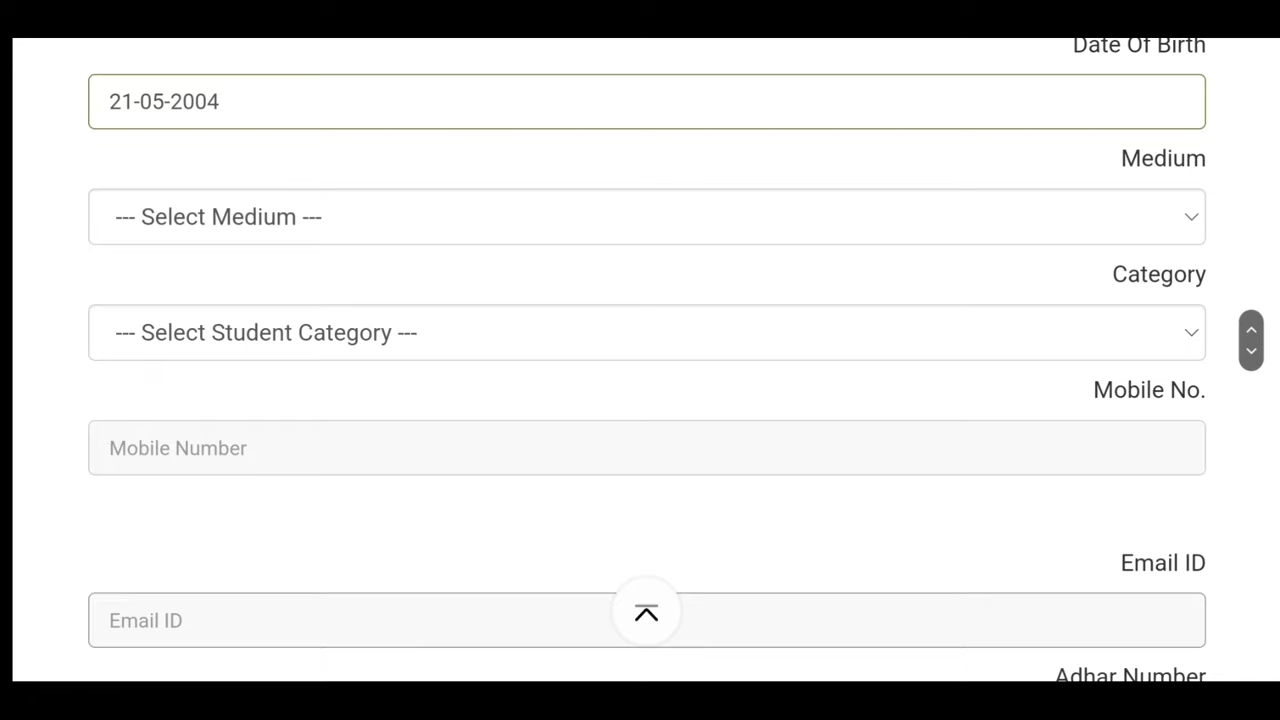 Date Of Birth
21-05-2004
Medium
--- Select Medium ---
Category
--- Select Student Category ---
Mobile No.
Mobile Number
Email ID
Email ID
Adhar Number